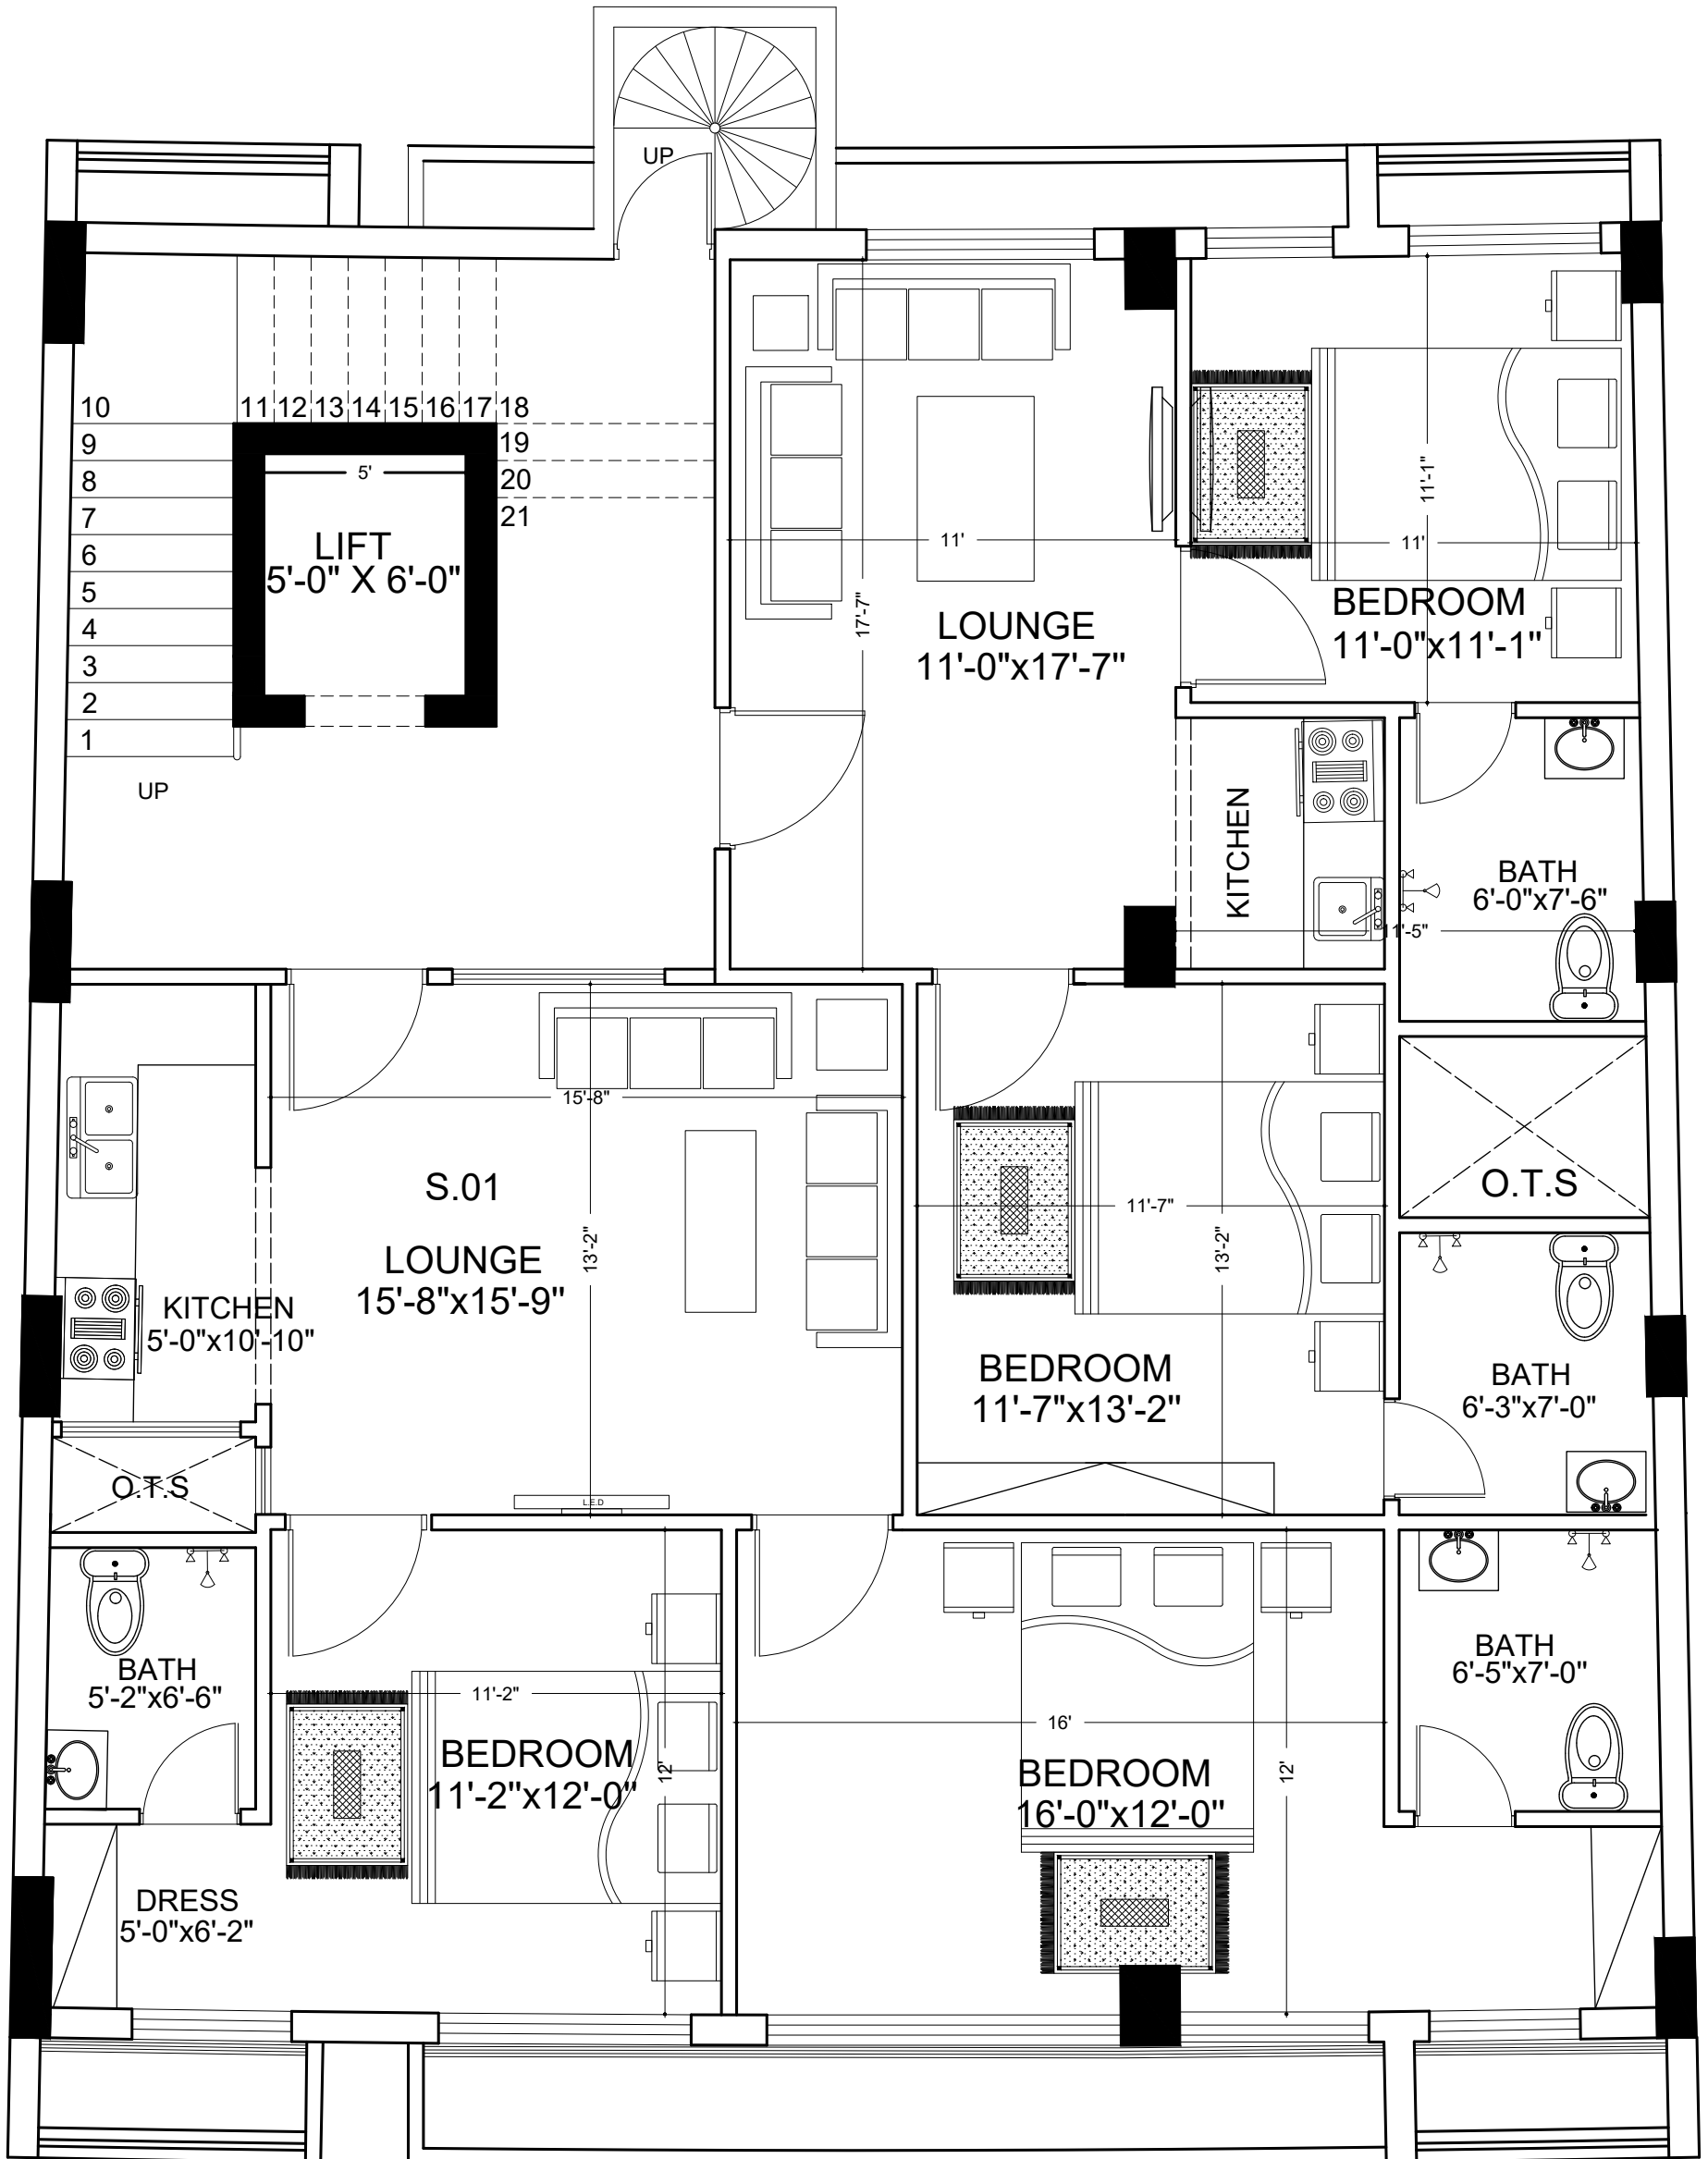 UP
10
11 12 13 14 15 16 17 18
9
19
8
20
7
21
6
5
4
3
2
1
UP
5'
LIFT
5'-0" X 6'-0"
11'
17'-7"
LOUNGE
11'-0"x17'-7"
11'-1"
11'
BEDROOM
11'-0"x11'-1"
KITCHEN
BATH
6'-0"x7'-6"
11'-5"
O.T.S
15'-8"
S.01
13'-2"
LOUNGE
15'-8"x15'-9"
KITCHEN
5'-0"x10'-10"
O.T.S
L.E.D
11'-7"
13'-2"
BEDROOM
11'-7"x13'-2"
BATH
6'-3"x7'-0"
BATH
5'-2"x6'-6"
11'-2"
BEDROOM
11'-2"x12'-0"
12'
DRESS
5'-0"x6'-2"
16'
BEDROOM
16'-0"x12'-0"
12'
BATH
6'-5"x7'-0"